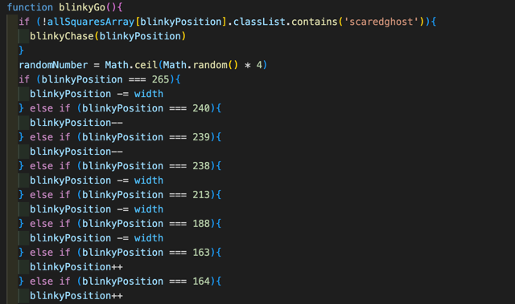 function blinkyGo(){
if (!allSquaresArray[blinkyPosition].classList.contains('scaredghost')){
blinkyChase(blinkyPosition)
}
randomNumber = Math.ceil(Math.random() * 4)
if (blinkyPosition === 265){
blinkyPosition -= width
} else if (blinkyPosition === 240){
blinkyPosition--
} else if (blinkyPosition === 239){
blinkyPosition--
} else if (blinkyPosition === 238){
blinkyPosition -= width
} else if (blinkyPosition === 213){
blinkyPosition -= width
} else if (blinkyPosition === 188){
blinkyPosition -= width
} else if (blinkyPosition === 163){
blinkyPosition++
} else if (blinkyPosition === 164){
blinkyPosition++